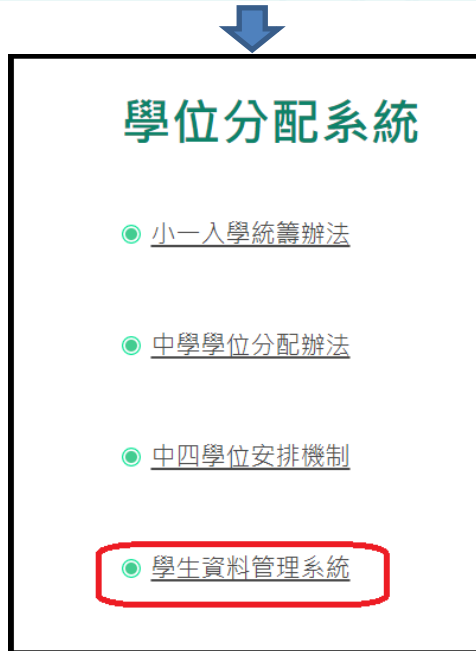 學位分配系統
小一入學統籌辦法
中學學位分配辦法
中四學位安排機制
學生資料管理系統